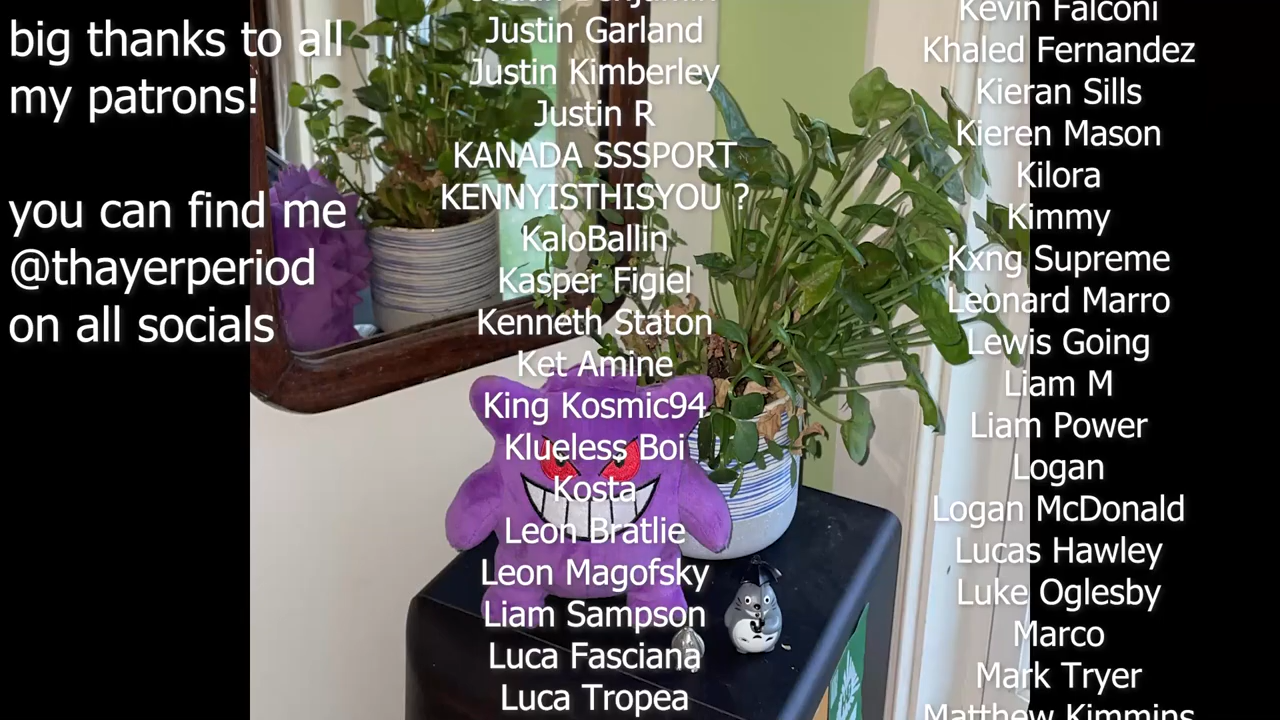 big thanks to all
my patrons!
you can find me
@thayerperiod
on all socials
Justin Benjamin
Justin Garland
Justin Kimberley
Justin R
KANADA SSSPORT
KENNYISTHISYOU ?
KaloBallin
Kasper Figiel
Kenneth Staton
Ket Amine
King Kosmic94
Klueless Boi
Kosta
Leon Bratlie
Leon Magofsky
Liam Sampson
Luca Fasciana
Luca Tropea
Kevin Falconi
Khaled Fernandez
Kieran Sills
Kieren Mason
Kilora
Kimmy
Kxng Supreme
Leonard Marro
Lewis Going
Liam M
Liam Power
Logan
Logan McDonald
Lucas Hawley
Luke Oglesby
Marco
Mark Tryer
Matthew Kimmins